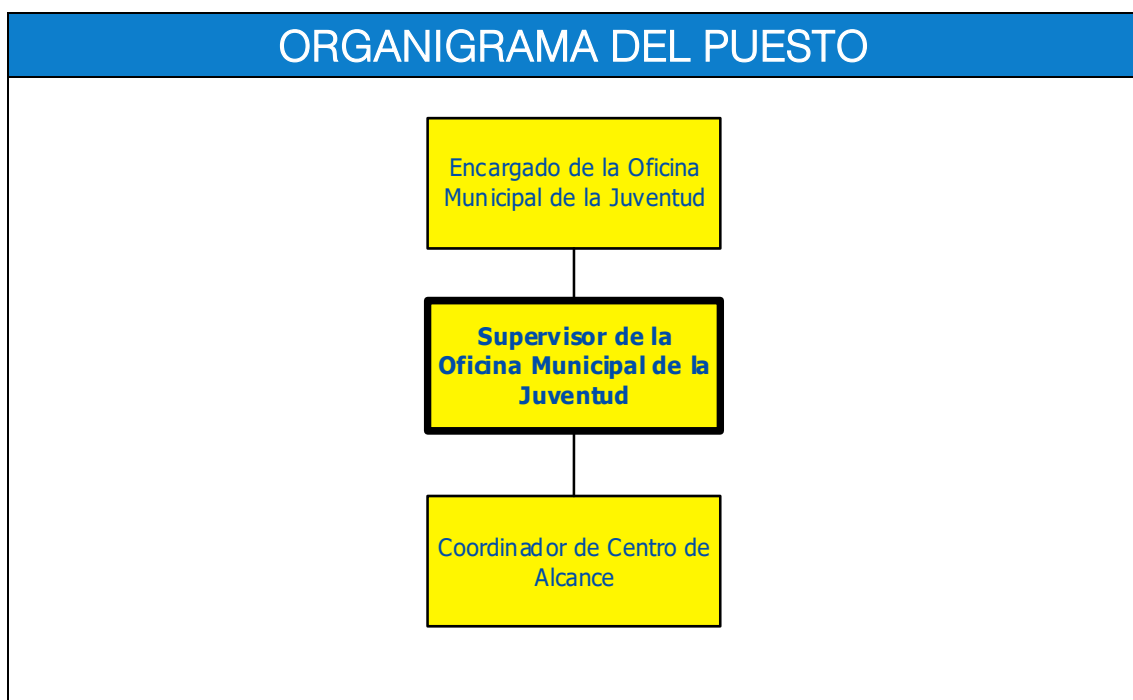 ORGANIGRAMA DEL PUESTO
Encargado de la Oficina
Municipal de la Juventud
Supervisor de la
Oficina Municipal de la
Juventud
Coordinador de Centro de
Alcance